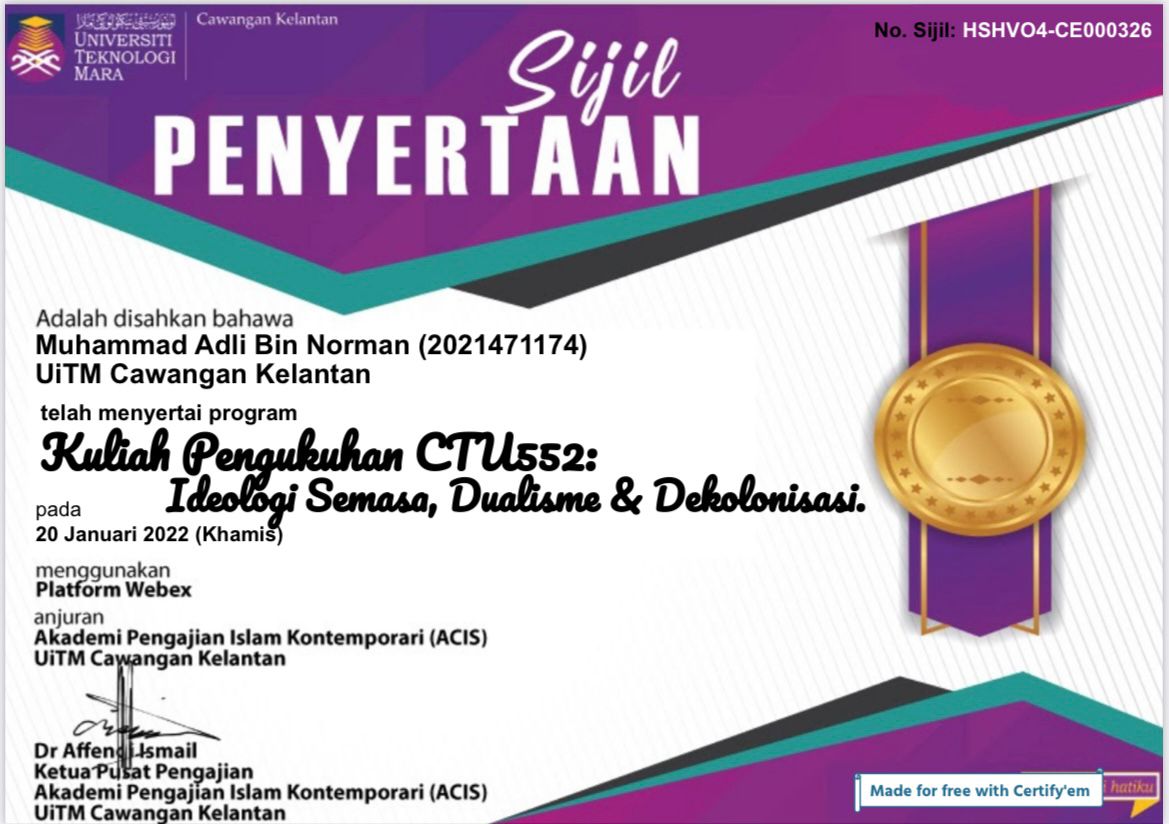 UNIVERSITI
TEKNOLOGI
MARA
Cawangan Kelantan
No. Sijil: HSHVO4-CE000326
Sijil
PENYERTAAN
Adalah disahkan bahawa
Muhammad Adli Bin Norman (2021471174)
UiTM Cawangan Kelantan
telah menyertai program
Kuliah Pengukuhan CTU552:
Ideologi Semasa, Dualisme & Dekolonisasi.
pada
20 Januari 2022 (Khamis)
menggunakan
Platform Webex
anjuran
Akademi Pengajian Islam Kontemporari (ACIS)
UiTM Cawangan Kelantan
Dr Affendi Ismail
Ketua Pusat Pengajian
Akademi Pengajian Islam Kontemporari (ACIS)
UiTM Cawangan Kelantan
Made for free with Certify'em
hatiku